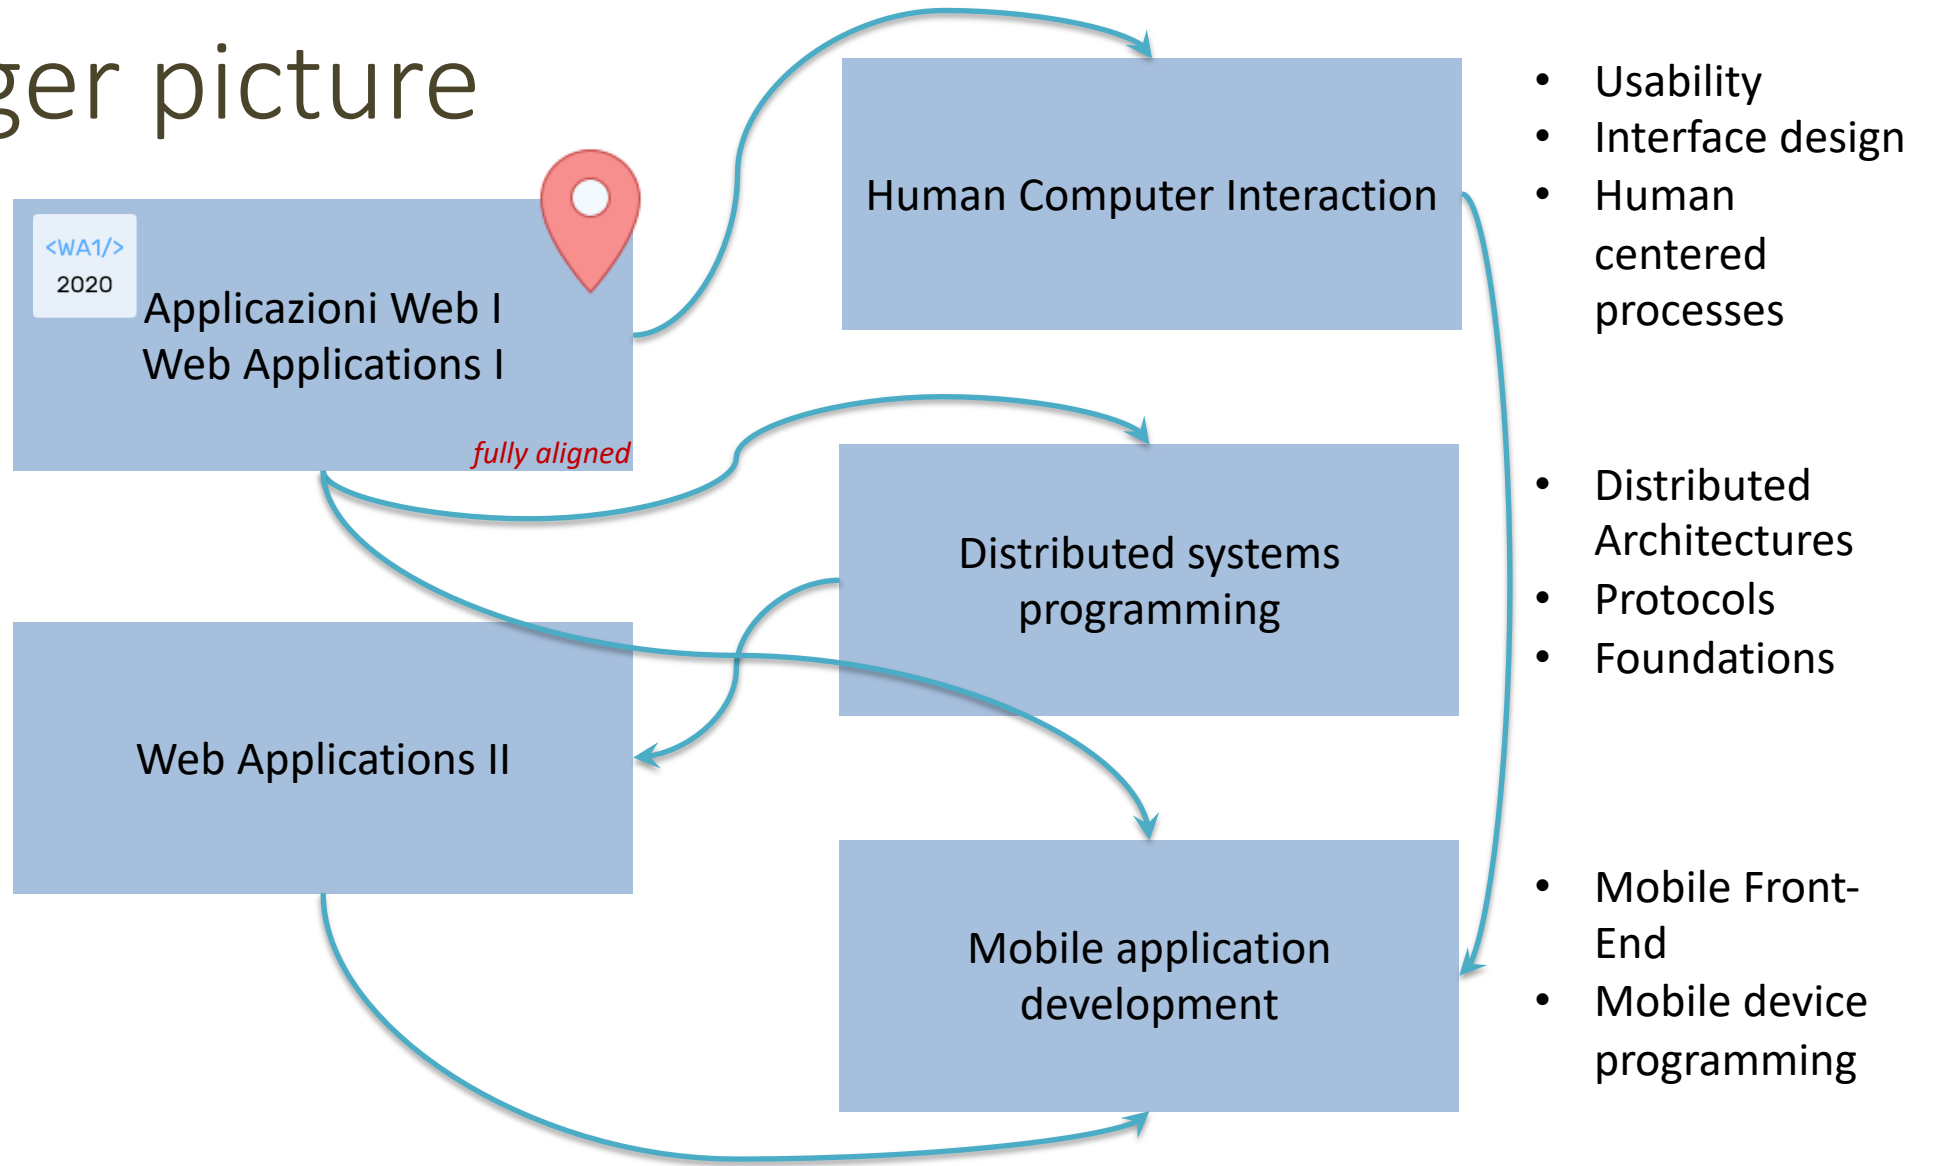 ger picture
<WA1/>
2020
Applicazioni Web I
Web Applications I
fully aligned
Human Computer Interaction
• Usability
• Interface design
• Human
centered
processes
Distributed systems
programming
• Distributed
Architectures
• Protocols
• Foundations
Web Applications II
Mobile application
development
• Mobile Front-
End
• Mobile device
programming